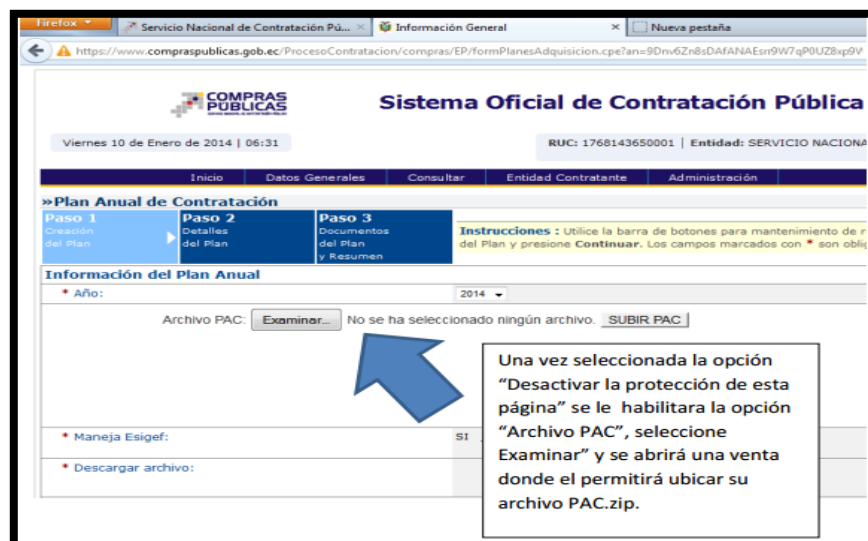 Firefox
Servicio Nacional de Contratación Pú... ×
Información General ×
Nueva pestaña
https://www.compraspublicas.gob.ec/ProcesoContratacion/compras/EP/formPlanesAdquisicion.cpe?an=
COMPRAS
PÚBLICAS
Sistema Oficial de Contratación Pública
Viernes 10 de Enero de 2014 | 06:31
RUC: 1768143650001 | Entidad: SERVICIO NACIONA
Inicio Datos Generales Consultar Entidad Contratante Administración
»Plan Anual de Contratación
Paso 1
Creación
del Plan
Paso 2
Detalles
del Plan
Paso 3
Documentos
del Plan
y Resumen
Instrucciones : Utilice la barra de botones para mantenimiento de r
del Plan y presione Continuar. Los campos marcados con * son oblig
Información del Plan Anual
* Año: 2014
Archivo PAC: Examinar... No se ha seleccionado ningún archivo. SUBIR PAC
Una vez seleccionada la opción
“Desactivar la protección de esta
página” se le habilitara la opción
“Archivo PAC”, seleccione
Examinar” y se abrirá una venta
donde el permitirá ubicar su
archivo PAC.zip.
* Maneja Esigef: SI
* Descargar archivo: